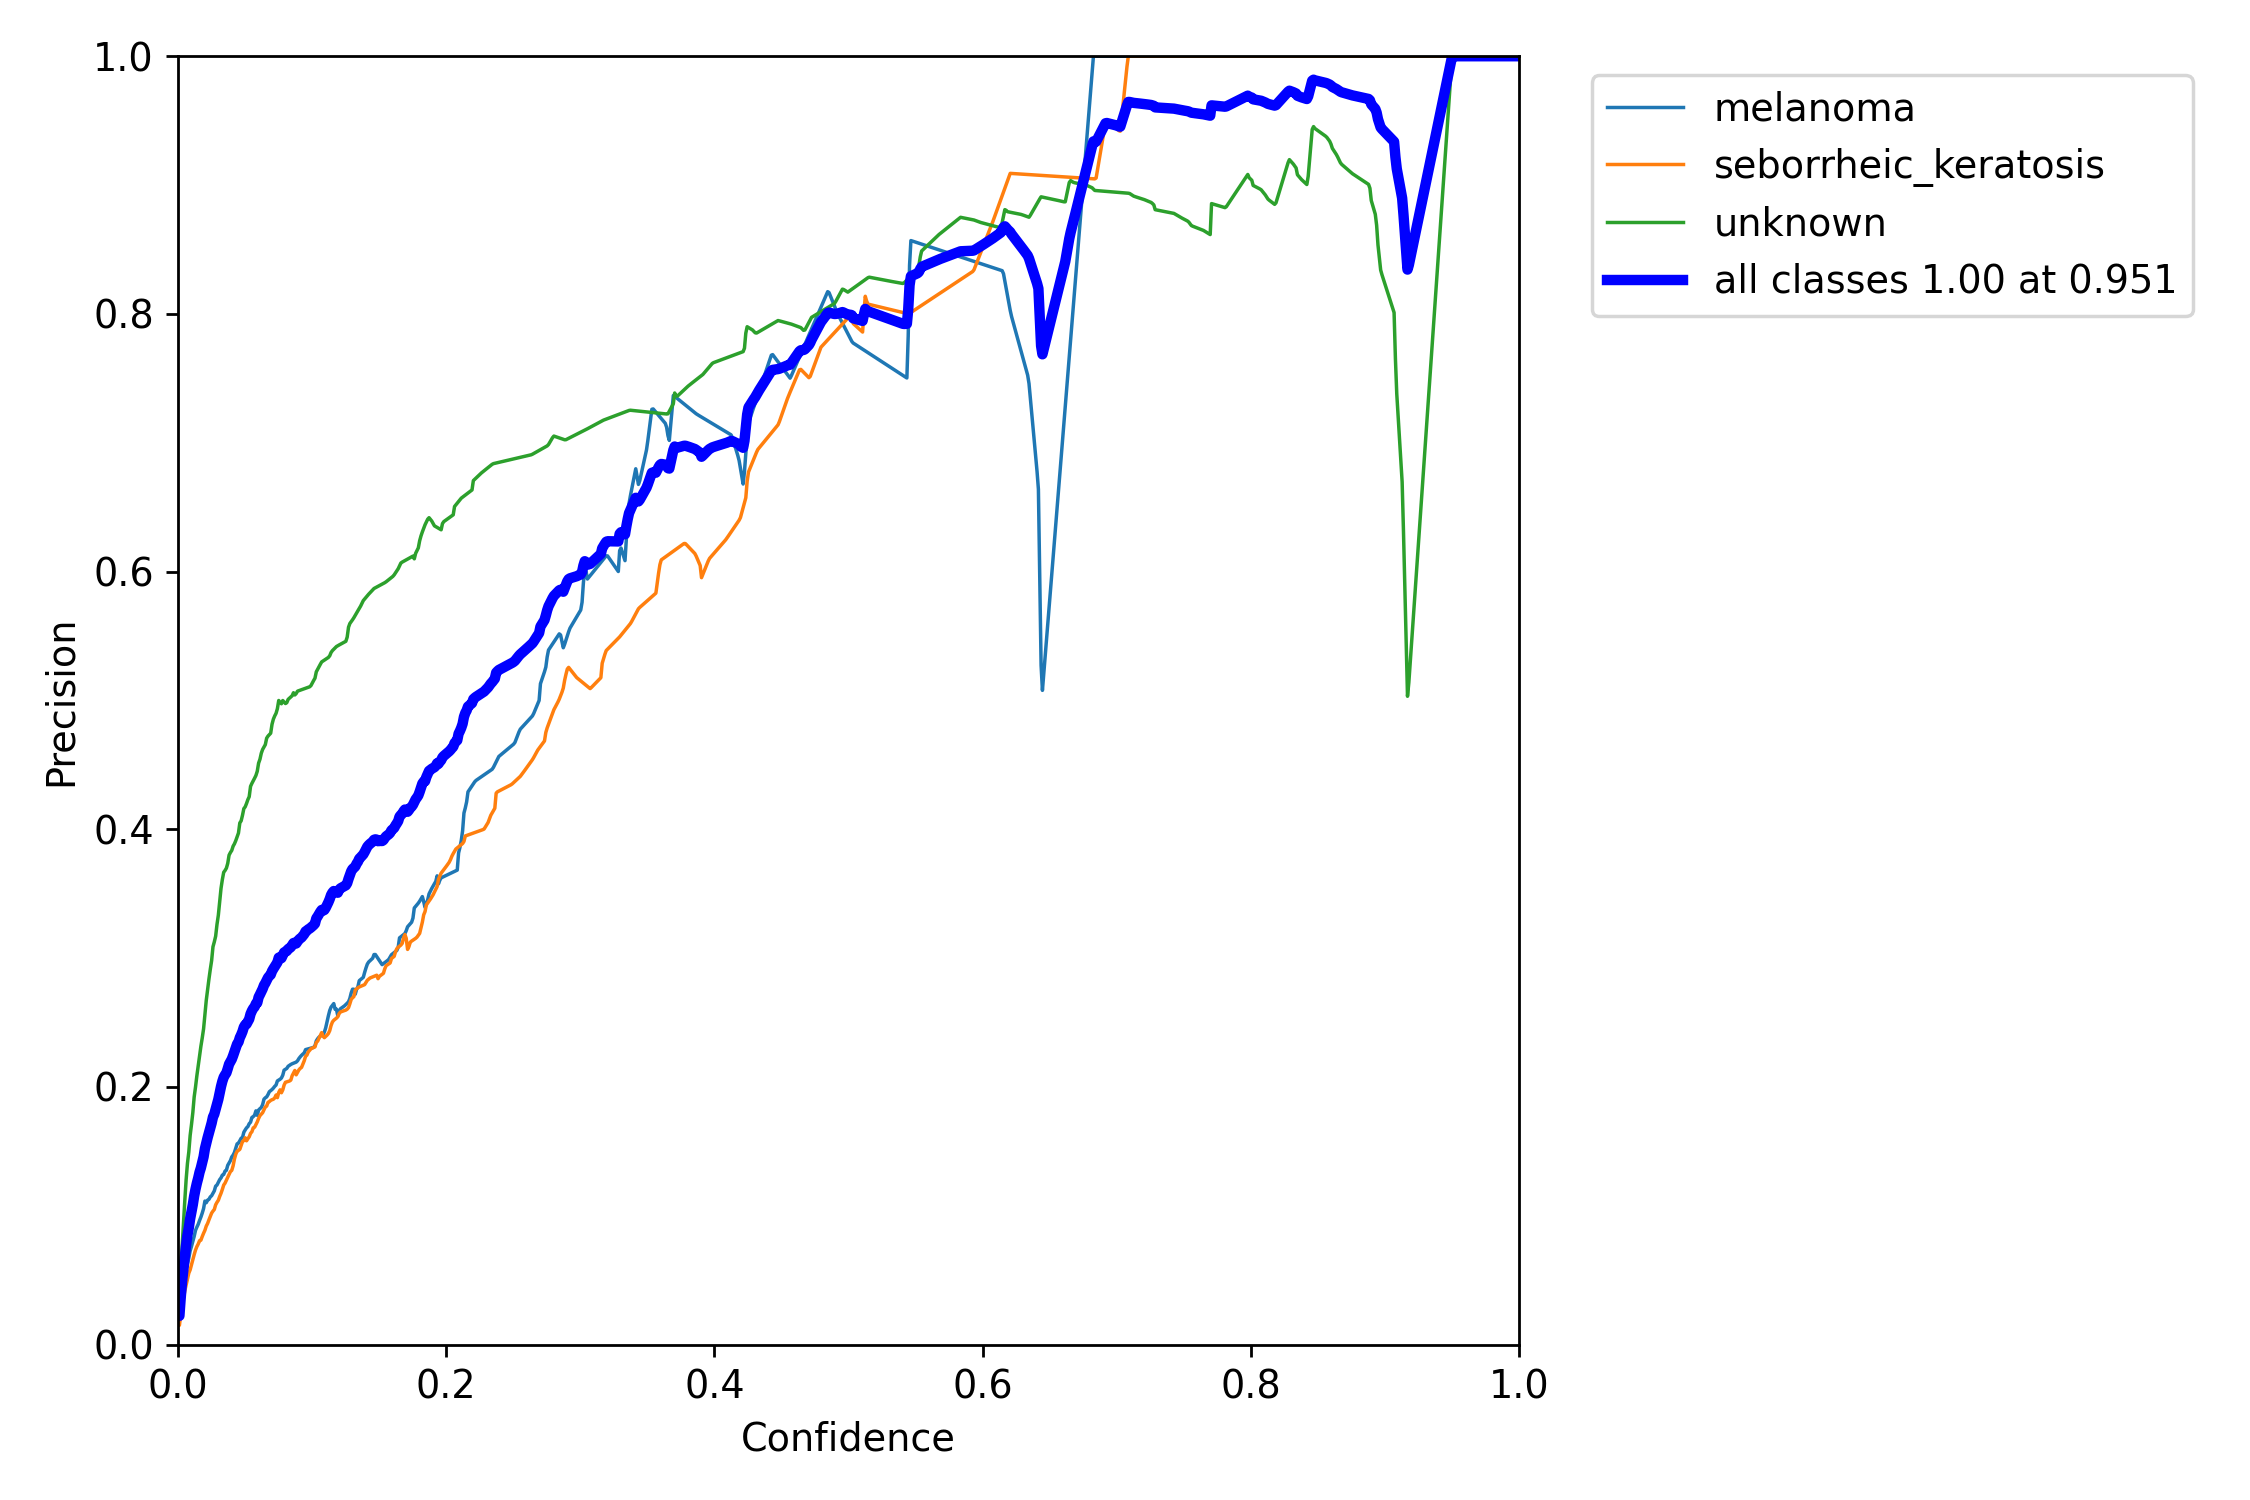 1.0
0.8
0.6
0.4
0.2
0.0
Precision
0.0 0.2 0.4 0.6 0.8 1.0
Confidence
melanoma
seborrheic_keratosis
unknown
all classes 1.00 at 0.951